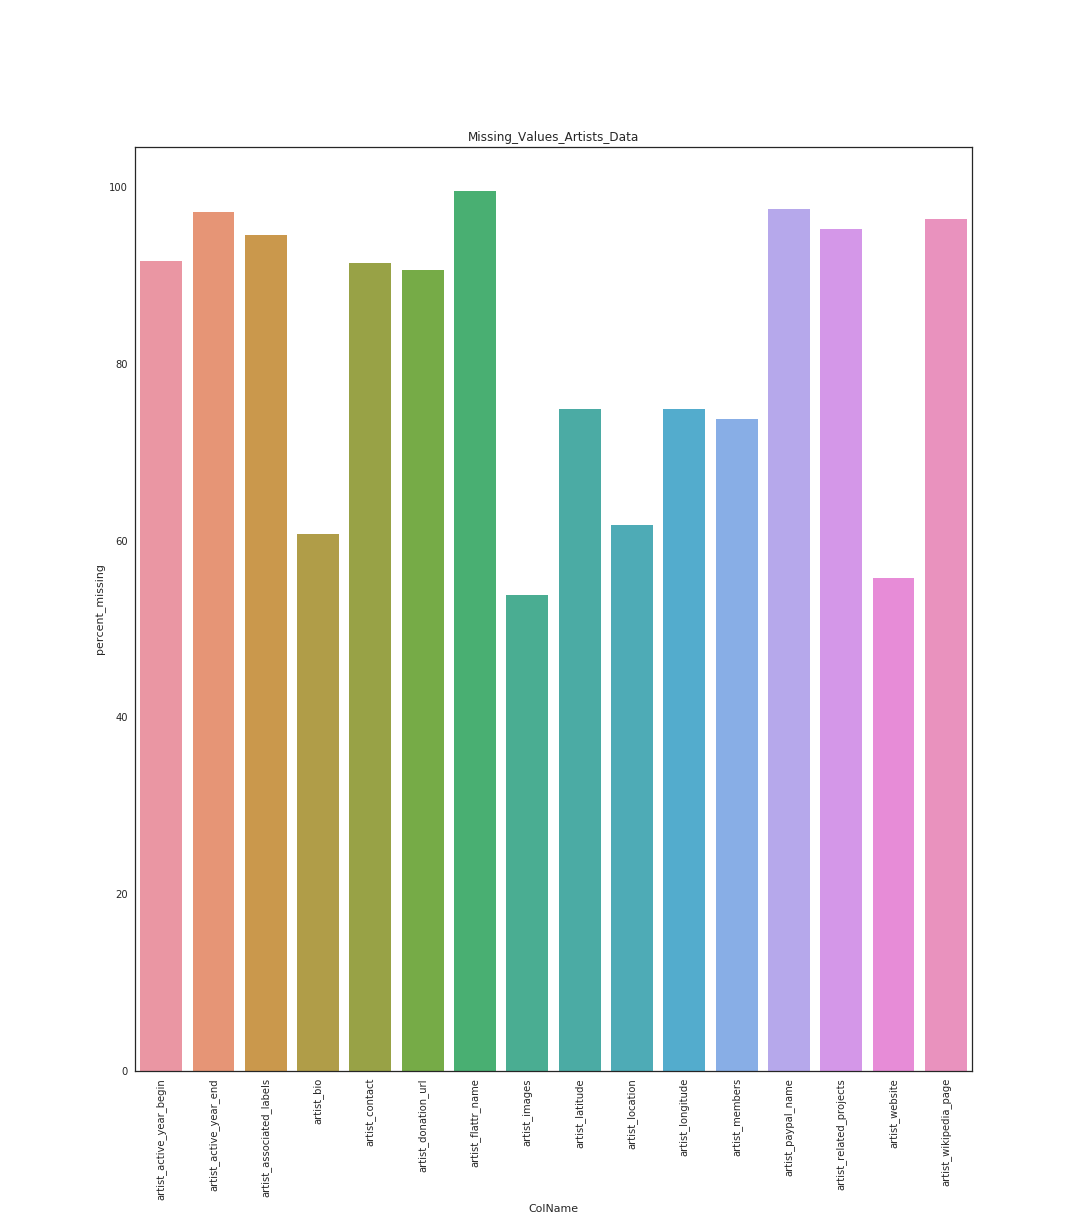 Missing_Values_Artists_Data
100
80
60
40
20
0
percent_missing
artist_active_year_begin
artist_active_year_end
artist_associated_labels
artist_bio
artist_contact
artist_donation_url
artist_flattr_name
artist_images
artist_latitude
artist_location
artist_longitude
artist_members
artist_paypal_name
artist_related_projects
artist_website
artist_wikipedia_page
ColName